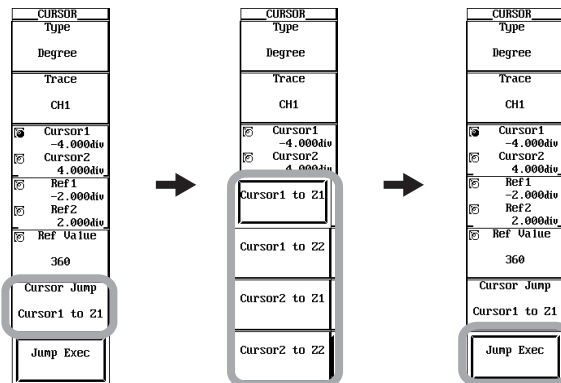 CURSOR
Type
Degree
Trace
CH1
Cursor1
-4.000div
Cursor2
4.000div
Ref1
-2.000div
Ref2
2.000div
Ref Value
360
Cursor Jump
Cursor1 to Z1
Jump Exec
CURSOR
Type
Degree
Trace
CH1
Cursor1
-4.000div
Cursor2
4.000div
Cursor1 to Z1
Cursor1 to Z2
Cursor2 to Z1
Cursor2 to Z2
CURSOR
Type
Degree
Trace
CH1
Cursor1
-4.000div
Cursor2
4.000div
Ref1
-2.000div
Ref2
2.000div
Ref Value
360
Cursor Jump
Cursor1 to Z1
Jump Exec